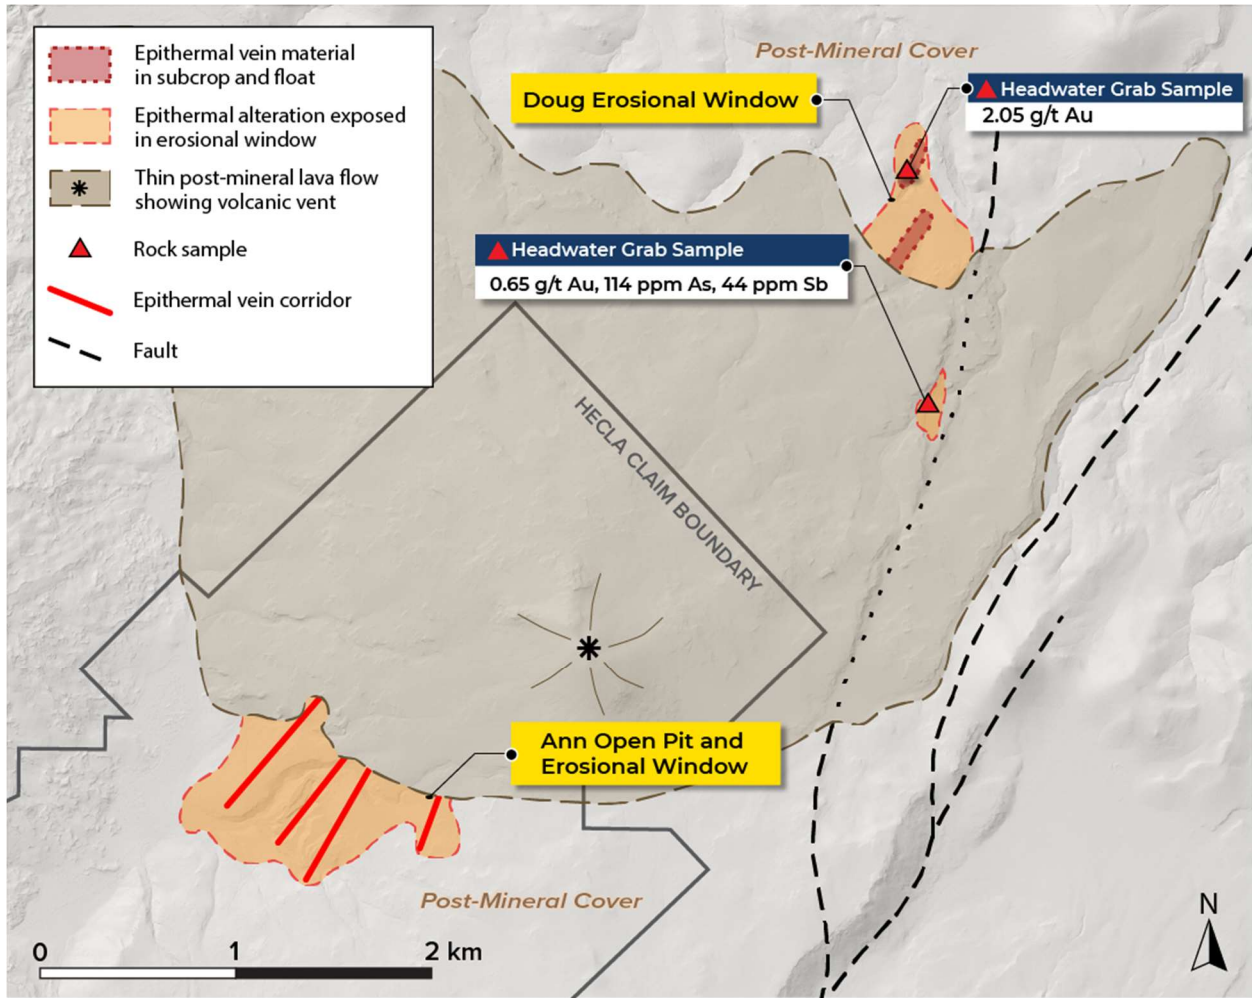 Epithermal vein material
in subcrop and float
Epithermal alteration exposed
in erosional window
Thin post-mineral lava flow
showing volcanic vent
Rock sample
Epithermal vein corridor
Fault
Post-Mineral Cover
Doug Erosional Window
Headwater Grab Sample
2.05 g/t Au
Headwater Grab Sample
0.65 g/t Au, 114 ppm As, 44 ppm Sb
HECLA CLAIM BOUNDARY
Ann Open Pit and
Erosional Window
Post-Mineral Cover
0 1 2 km
N